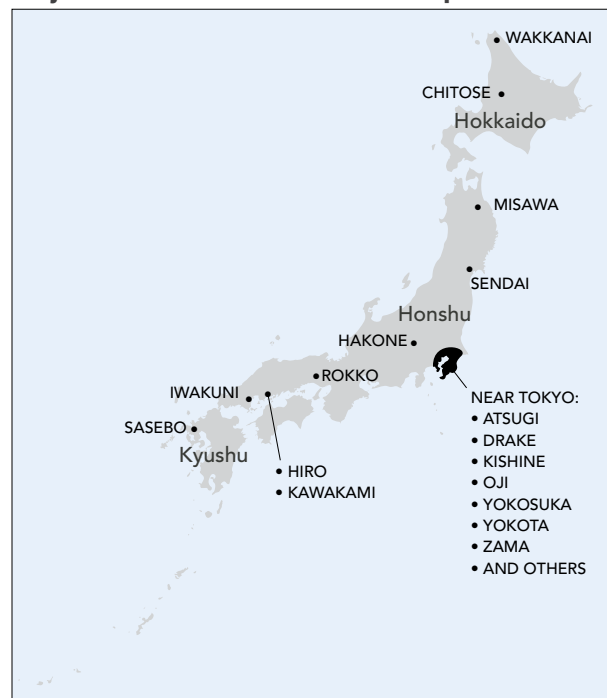 WAKKANAI
CHITOSE
Hokkaido
MISAWA
SENDAI
Honshu
HAKONE
ROKKO
NEAR TOKYO:
IWAKUNI
• ATSUGI
SASEBO
• DRAKE
Kyushu
• KISHINE
• HIRO
• OJI
• KAWAKAMI
• YOKOSUKA
• YOKOTA
• ZAMA
• AND OTHERS